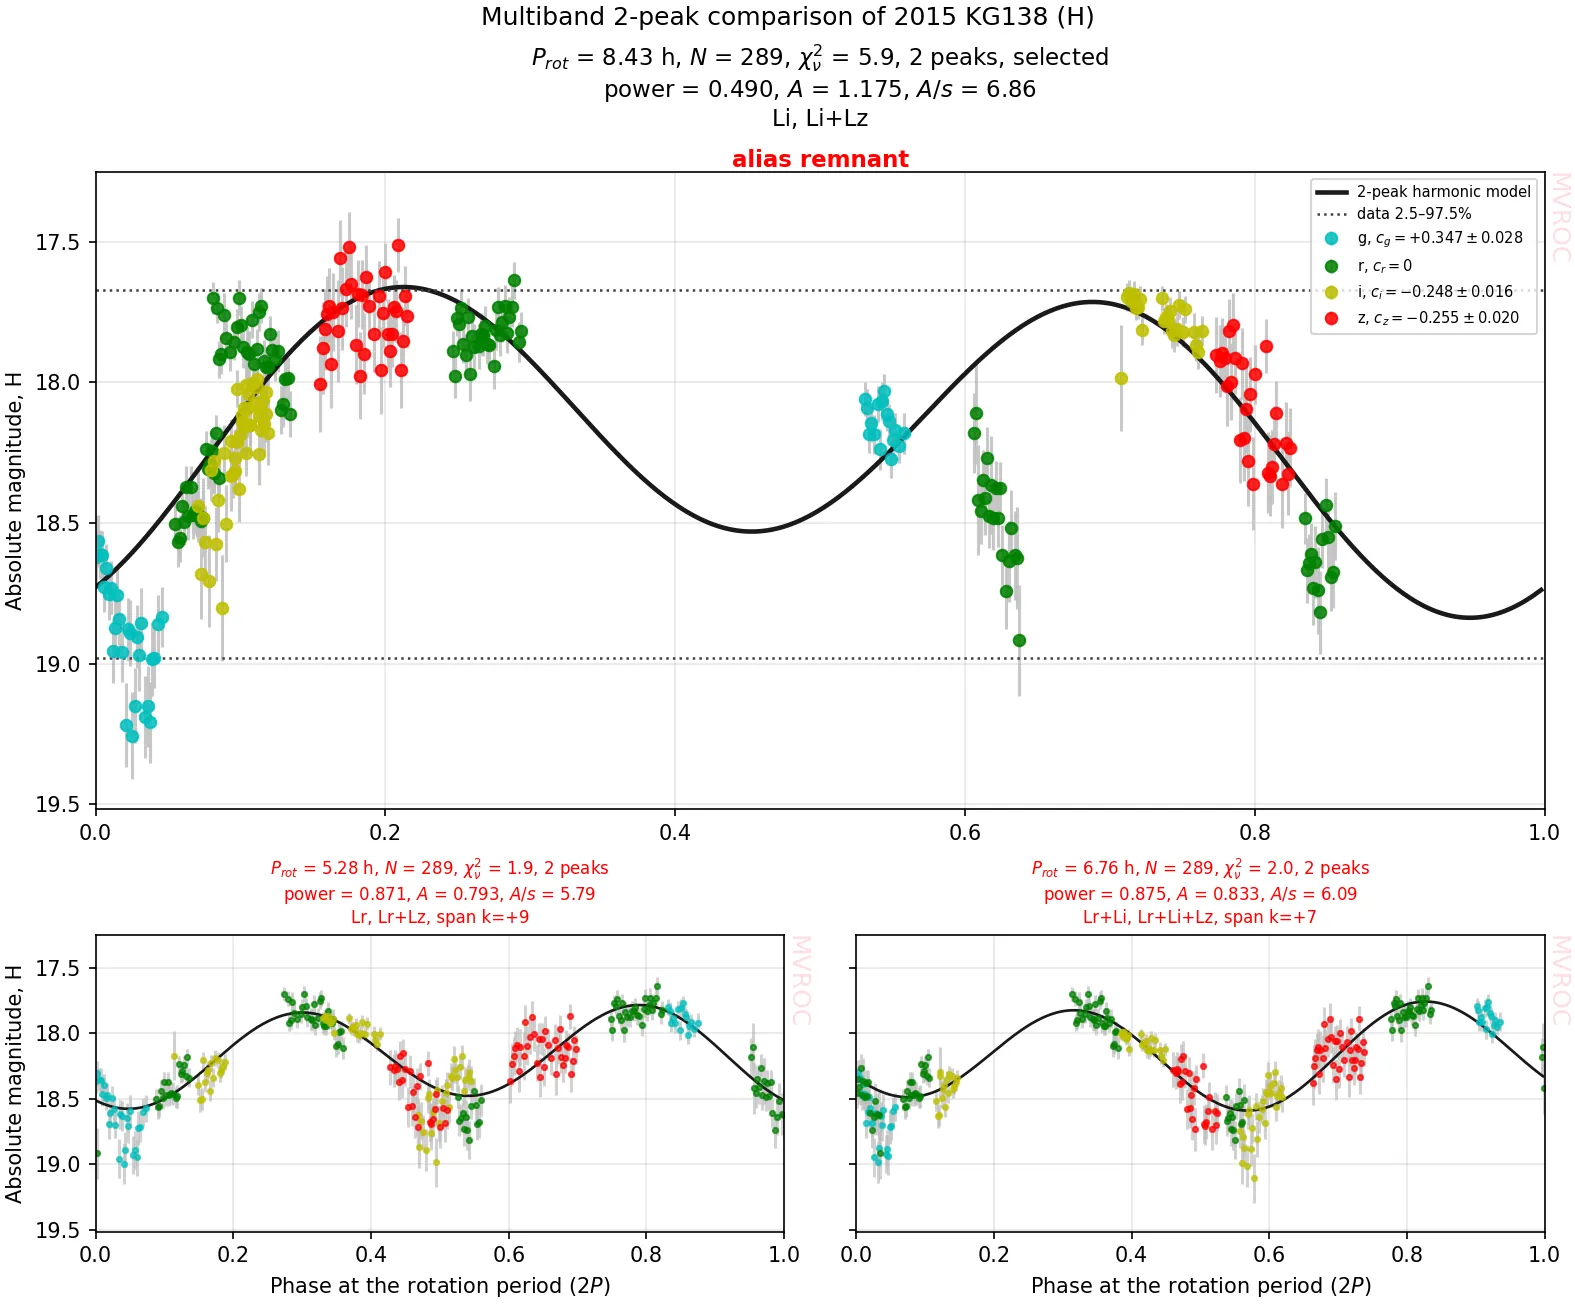 Multiband 2-peak comparison of 2015 KG138 (H)
P_rot = 8.43 h, N = 289, χ²_ν = 5.9, 2 peaks, selected
power = 0.490, A = 1.175, A/s = 6.86
Li, Li+Lz
alias remnant
MVROC
2-peak harmonic model
data 2.5–97.5%
g, c_g = +0.347 ± 0.028
r, c_r = 0
i, c_i = −0.248 ± 0.016
z, c_z = −0.255 ± 0.020
Absolute magnitude, H
17.5
18.0
18.5
19.0
19.5
0.0 0.2 0.4 0.6 0.8 1.0
P_rot = 5.28 h, N = 289, χ²_ν = 1.9, 2 peaks
power = 0.871, A = 0.793, A/s = 5.79
Lr, Lr+Lz, span k=+9
MVROC
Absolute magnitude, H
17.5
18.0
18.5
19.0
19.5
0.0 0.2 0.4 0.6 0.8 1.0
Phase at the rotation period (2P)
P_rot = 6.76 h, N = 289, χ²_ν = 2.0, 2 peaks
power = 0.875, A = 0.833, A/s = 6.09
Lr+Li, Lr+Li+Lz, span k=+7
MVROC
0.0 0.2 0.4 0.6 0.8 1.0
Phase at the rotation period (2P)